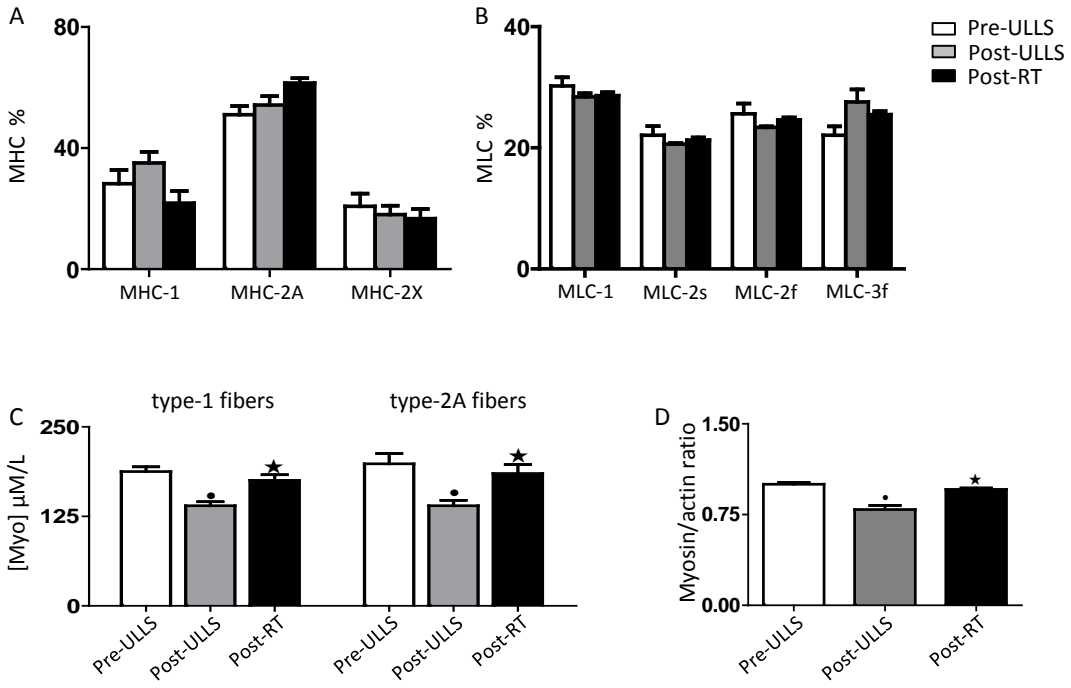 A
80
40
0
MHC %
MHC-1 MHC-2A MHC-2X
B
40
20
0
MLC %
MLC-1 MLC-2s MLC-2f MLC-3f
Pre-ULLS
Post-ULLS
Post-RT
C
type-1 fibers type-2A fibers
250
125
0
[Myo] µM/L
Pre-ULLS Post-ULLS Post-RT Pre-ULLS Post-ULLS Post-RT
D
1.50
0.75
0.00
Myosin/actin ratio
Pre-ULLS Post-ULLS Post-RT